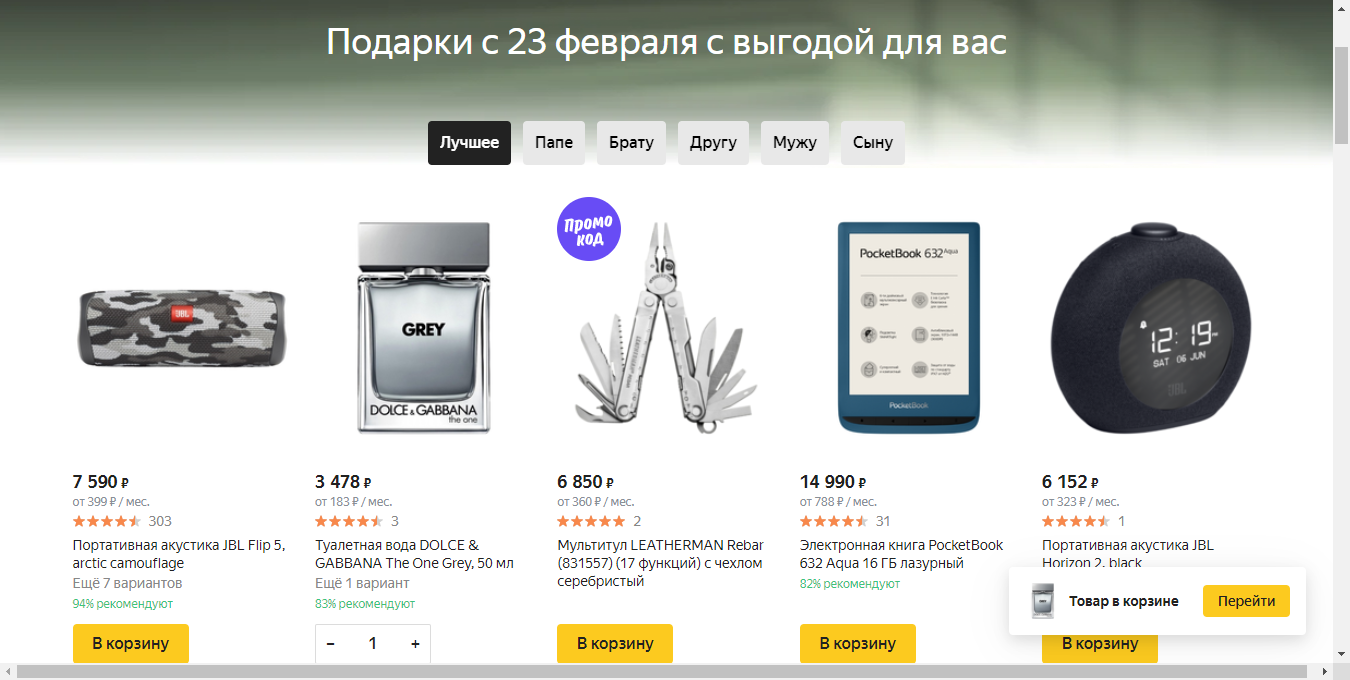 Подарки с 23 февраля с выгодой для вас
Лучшее
Папе
Брату
Другу
Мужу
Сыну
JBL
GREY
DOLCE & GABBANA
the one
Промо
код
PocketBook 632 Aqua
PocketBook
12:19 PM
SAT 06 JUN
JBL
7 590 ₽
от 399 ₽ / мес.
303
Портативная акустика JBL Flip 5,
arctic camouflage
Ещё 7 вариантов
94% рекомендуют
В корзину
3 478 ₽
от 183 ₽ / мес.
3
Туалетная вода DOLCE &
GABBANA The One Grey, 50 мл
Ещё 1 вариант
83% рекомендуют
− 1 +
6 850 ₽
от 360 ₽ / мес.
2
Мультитул LEATHERMAN Rebar
(831557) (17 функций) с чехлом
серебристый
В корзину
14 990 ₽
от 788 ₽ / мес.
31
Электронная книга PocketBook
632 Aqua 16 ГБ лазурный
82% рекомендуют
В корзину
6 152 ₽
от 323 ₽ / мес.
1
Портативная акустика JBL
Horizon 2, black
GREY
Товар в корзине
Перейти
В корзину